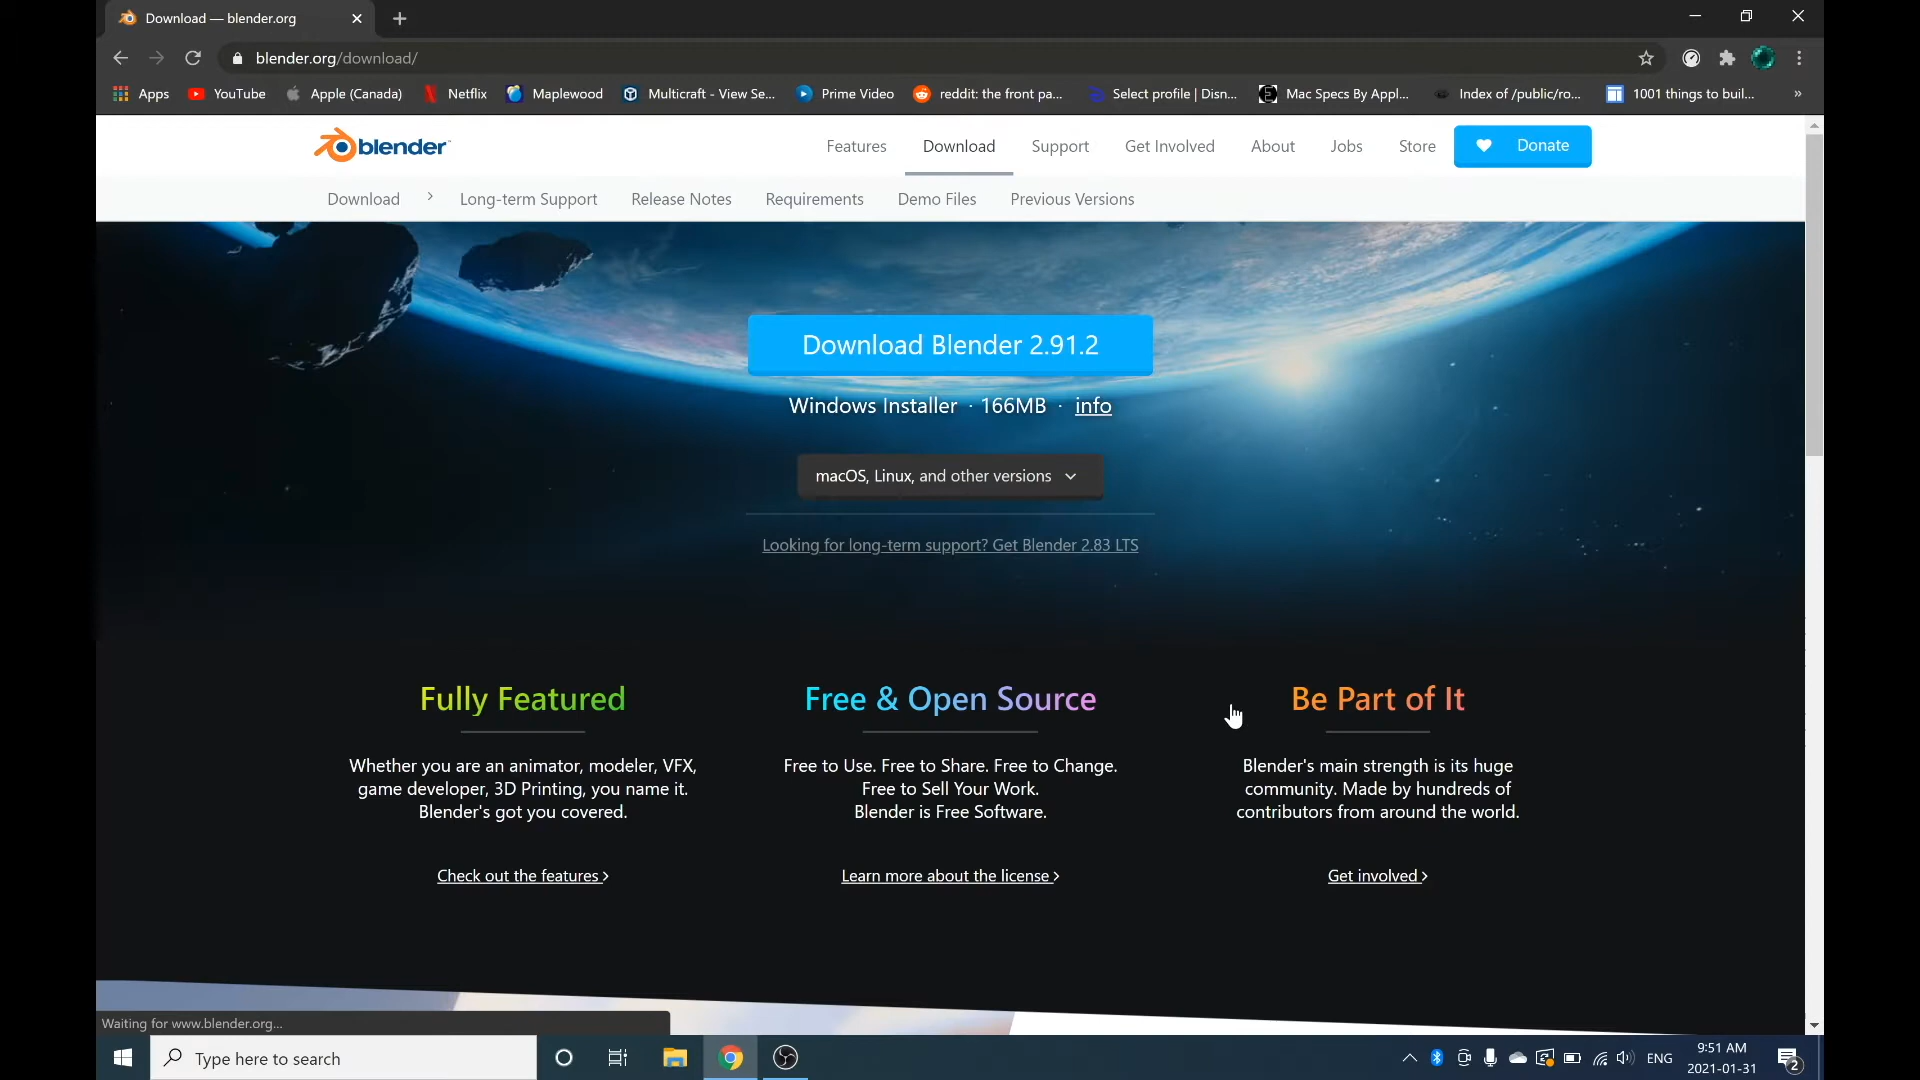 Download — blender.org
blender.org/download/
Apps YouTube Apple (Canada) Netflix Maplewood Multicraft - View Se... Prime Video reddit: the front pa... Select profile | Disn... Mac Specs By Appl... Index of /public/ro... 1001 things to buil... »
blender Features Download Support Get Involved About Jobs Store Donate
Download Long-term Support Release Notes Requirements Demo Files Previous Versions
Download Blender 2.91.2
Windows Installer · 166MB · info
macOS, Linux, and other versions
Looking for long-term support? Get Blender 2.83 LTS
Fully Featured
Whether you are an animator, modeler, VFX,
game developer, 3D Printing, you name it.
Blender's got you covered.
Check out the features >
Free & Open Source
Free to Use. Free to Share. Free to Change.
Free to Sell Your Work.
Blender is Free Software.
Learn more about the license >
Be Part of It
Blender's main strength is its huge
community. Made by hundreds of
contributors from around the world.
Get involved >
Waiting for www.blender.org...
Type here to search
ENG
9:51 AM
2021-01-31
2